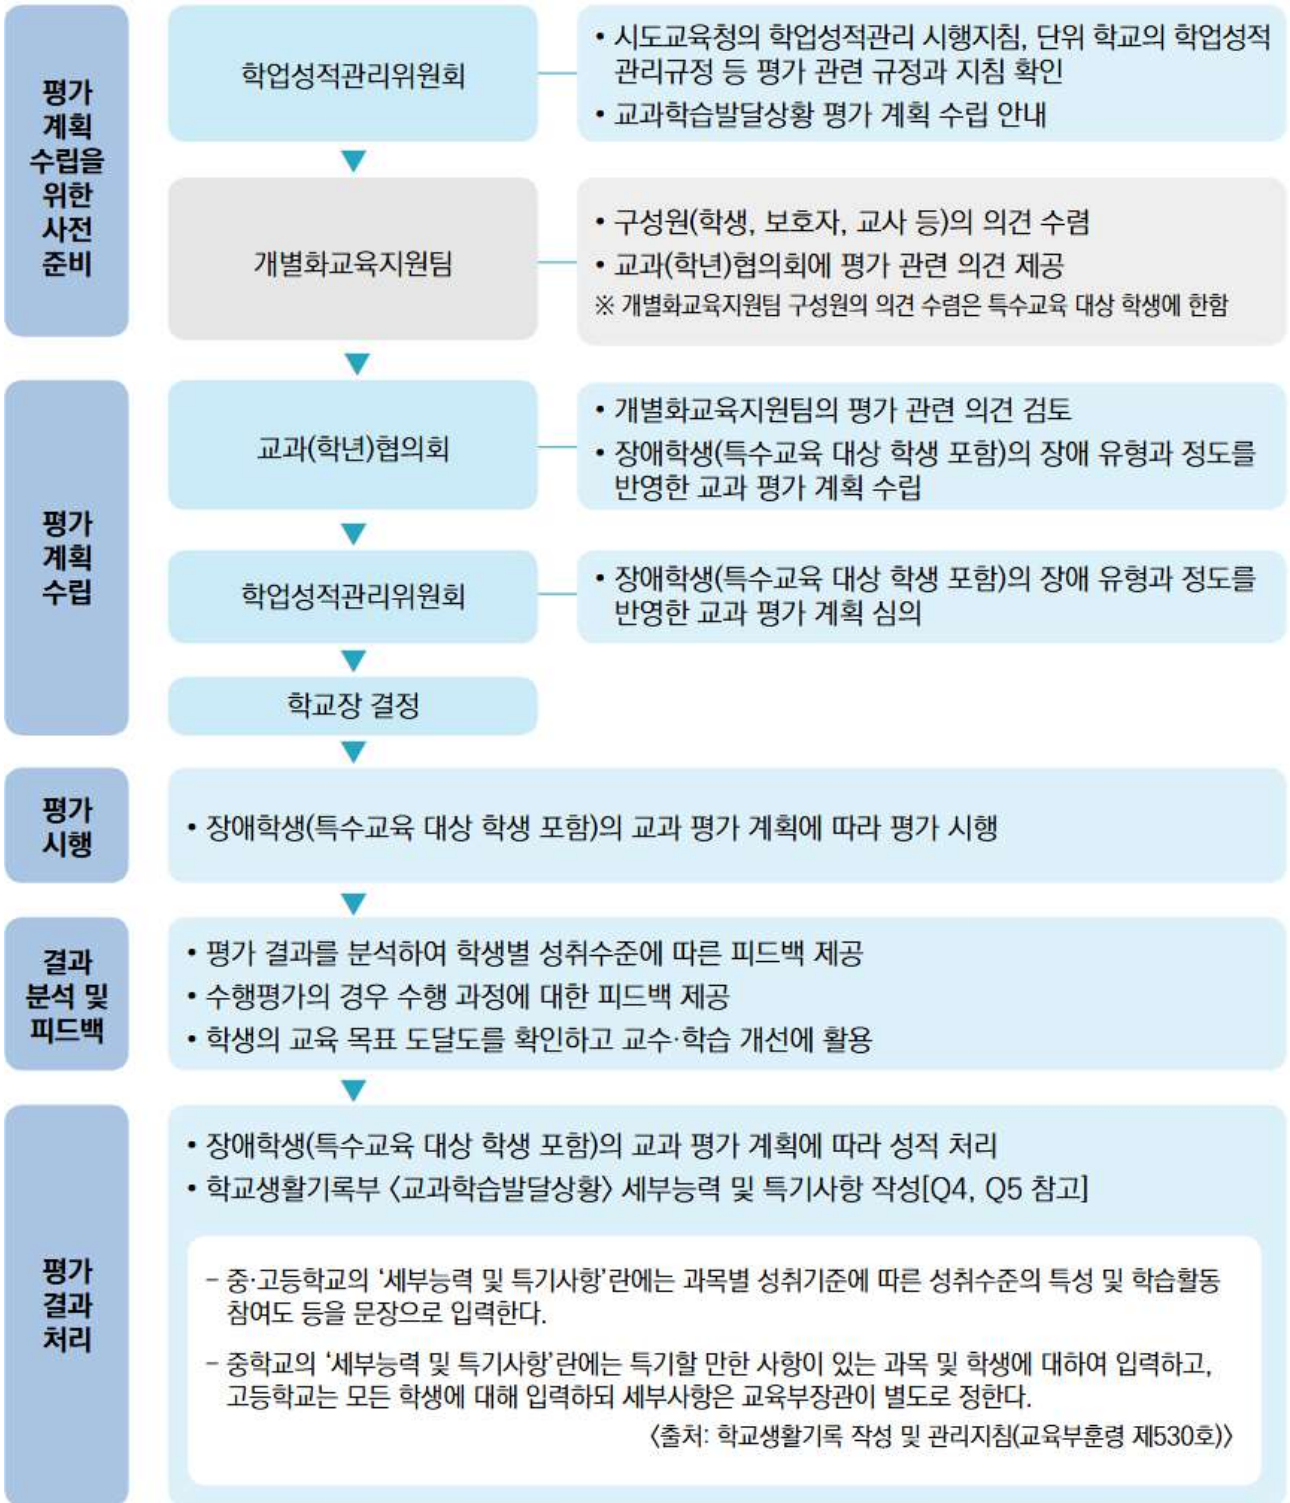 평가
계획
수립을
위한
사전
준비
학업성적관리위원회
• 시도교육청의 학업성적관리 시행지침, 단위 학교의 학업성적
관리규정 등 평가 관련 규정과 지침 확인
• 교과학습발달상황 평가 계획 수립 안내
개별화교육지원팀
• 구성원(학생, 보호자, 교사 등)의 의견 수렴
• 교과(학년)협의회에 평가 관련 의견 제공
※ 개별화교육지원팀 구성원의 의견 수렴은 특수교육 대상 학생에 한함
평가
계획
수립
교과(학년)협의회
• 개별화교육지원팀의 평가 관련 의견 검토
• 장애학생(특수교육 대상 학생 포함)의 장애 유형과 정도를
반영한 교과 평가 계획 수립
학업성적관리위원회
• 장애학생(특수교육 대상 학생 포함)의 장애 유형과 정도를
반영한 교과 평가 계획 심의
학교장 결정
평가
시행
• 장애학생(특수교육 대상 학생 포함)의 교과 평가 계획에 따라 평가 시행
결과
분석 및
피드백
• 평가 결과를 분석하여 학생별 성취수준에 따른 피드백 제공
• 수행평가의 경우 수행 과정에 대한 피드백 제공
• 학생의 교육 목표 도달도를 확인하고 교수·학습 개선에 활용
평가
결과
처리
• 장애학생(특수교육 대상 학생 포함)의 교과 평가 계획에 따라 성적 처리
• 학교생활기록부 〈교과학습발달상황〉 세부능력 및 특기사항 작성[Q4, Q5 참고]
– 중·고등학교의 ‘세부능력 및 특기사항’란에는 과목별 성취기준에 따른 성취수준의 특성 및 학습활동
참여도 등을 문장으로 입력한다.
– 중학교의 ‘세부능력 및 특기사항’란에는 특기할 만한 사항이 있는 과목 및 학생에 대하여 입력하고,
고등학교는 모든 학생에 대해 입력하되 세부사항은 교육부장관이 별도로 정한다.
〈출처: 학교생활기록 작성 및 관리지침(교육부훈령 제530호)〉